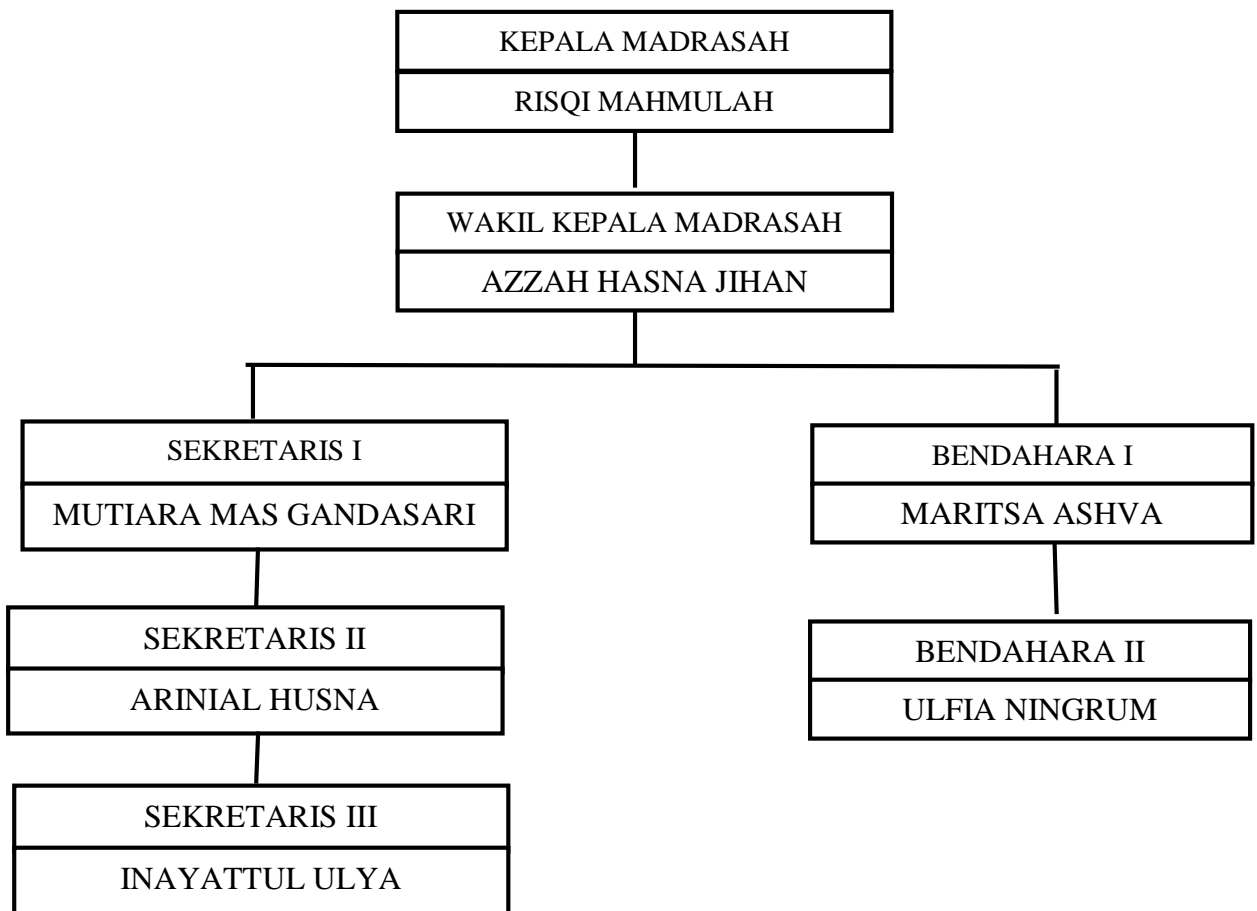 KEPALA MADRASAH
RISQI MAHMULAH
WAKIL KEPALA MADRASAH
AZZAH HASNA JIHAN
SEKRETARIS I
MUTIARA MAS GANDASARI
BENDAHARA I
MARITSA ASHVA
SEKRETARIS II
ARINIAL HUSNA
BENDAHARA II
ULFIA NINGRUM
SEKRETARIS III
INAYATTUL ULYA